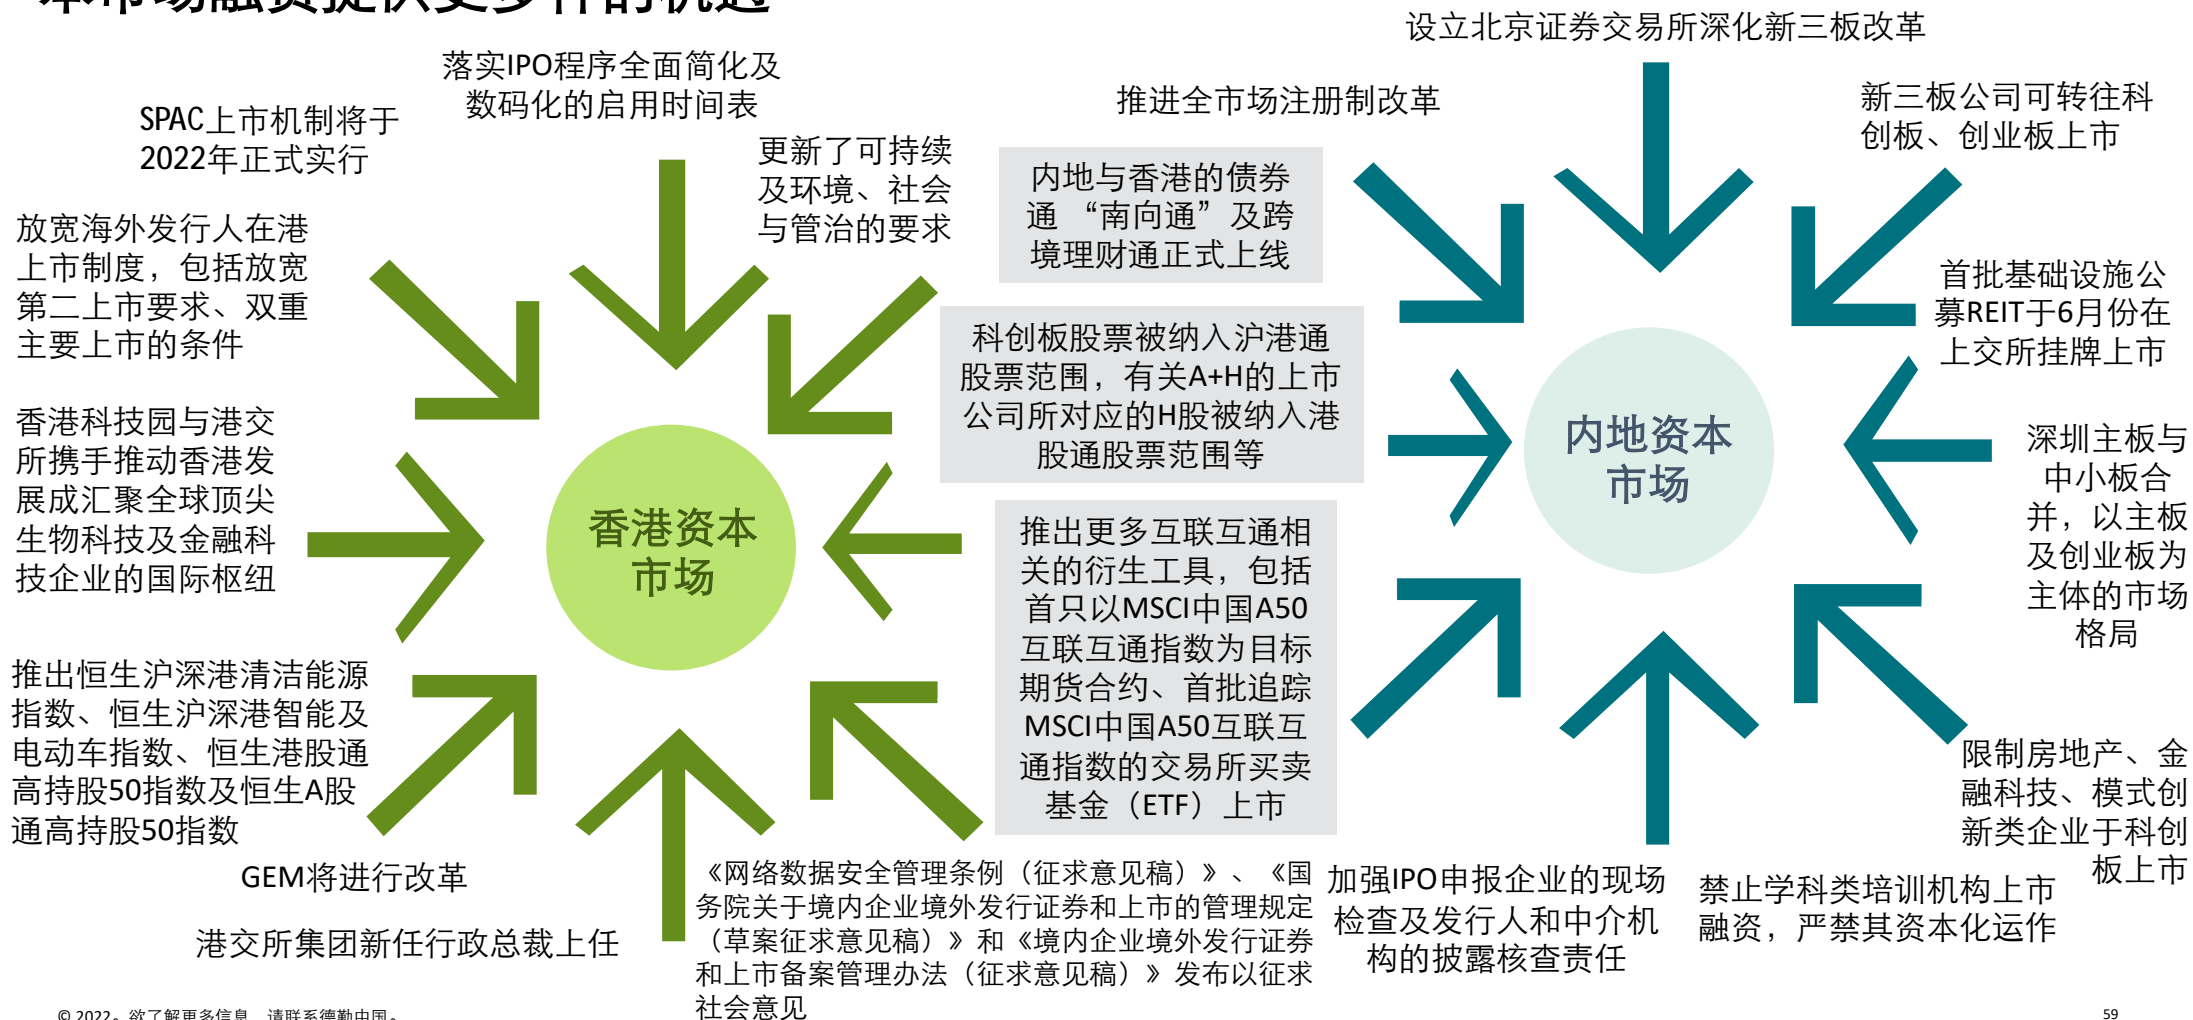 本市场融资提供更多样的机遇
落实IPO程序全面简化及
数码化的启用时间表
SPAC上市机制将于
2022年正式实行
更新了可持续
及环境、社会
与管治的要求
放宽海外发行人在港
上市制度，包括放宽
第二上市要求、双重
主要上市的条件
香港科技园与港交
所携手推动香港发
展成汇聚全球顶尖
生物科技及金融科
技企业的国际枢纽
推出恒生沪深港清洁能源
指数、恒生沪深港智能及
电动车指数、恒生港股通
高持股50指数及恒生A股
通高持股50指数
GEM将进行改革
港交所集团新任行政总裁上任
香港资本
市场
《网络数据安全管理条例（征求意见稿）》、《国
务院关于境内企业境外发行证券和上市的管理规定
（草案征求意见稿）》和《境内企业境外发行证券
和上市备案管理办法（征求意见稿）》发布以征求
社会意见
内地与香港的债券
通 “南向通”及跨
境理财通正式上线
科创板股票被纳入沪港通
股票范围，有关A+H的上市
公司所对应的H股被纳入港
股通股票范围等
推出更多互联互通相
关的衍生工具，包括
首只以MSCI中国A50
互联互通指数为目标
期货合约、首批追踪
MSCI中国A50互联互
通指数的交易所买卖
基金（ETF）上市
设立北京证券交易所深化新三板改革
推进全市场注册制改革
新三板公司可转往科
创板、创业板上市
首批基础设施公
募REIT于6月份在
上交所挂牌上市
内地资本
市场
深圳主板与
中小板合
并，以主板
及创业板为
主体的市场
格局
限制房地产、金
融科技、模式创
新类企业于科创
板上市
加强IPO申报企业的现场
检查及发行人和中介机
构的披露核查责任
禁止学科类培训机构上市
融资，严禁其资本化运作
© 2022。欲了解更多信息，请联系德勤中国。
59